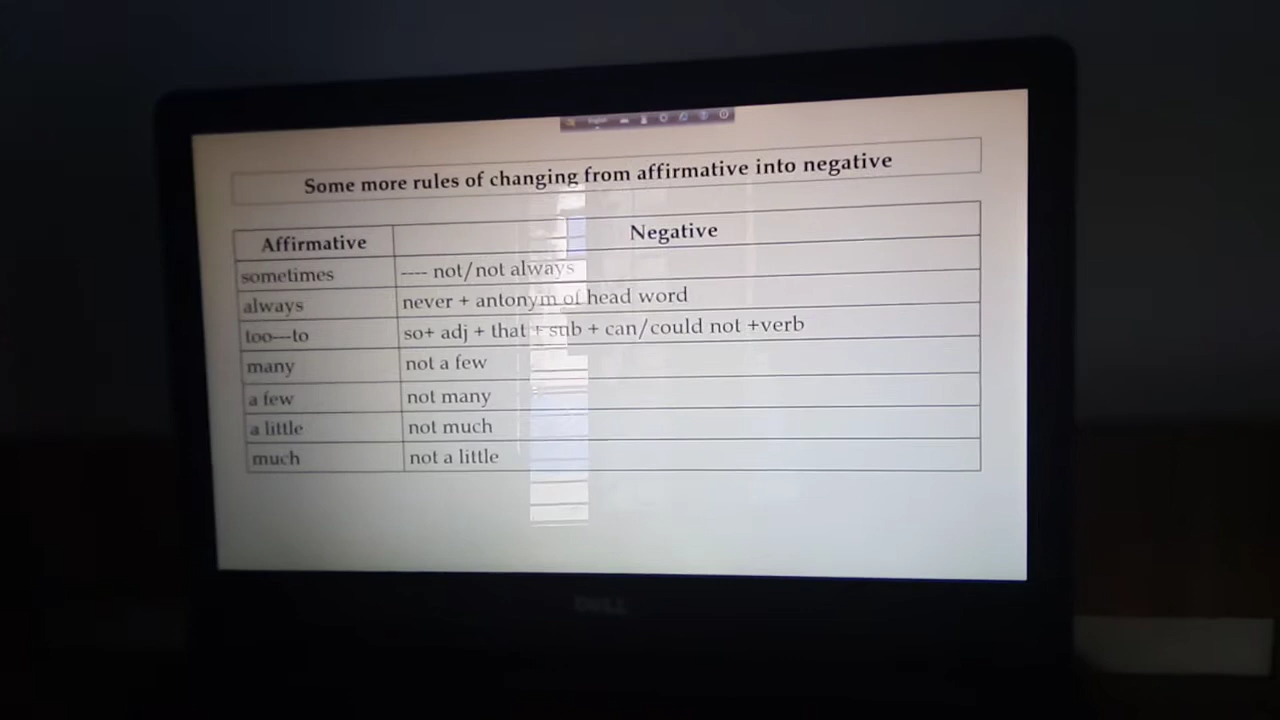 Some more rules of changing from affirmative into negative
Affirmative Negative
sometimes ---- not/not always
always never + antonym of head word
too---to so+ adj + that + sub + can/could not +verb
many not a few
a few not many
a little not much
much not a little
DELL